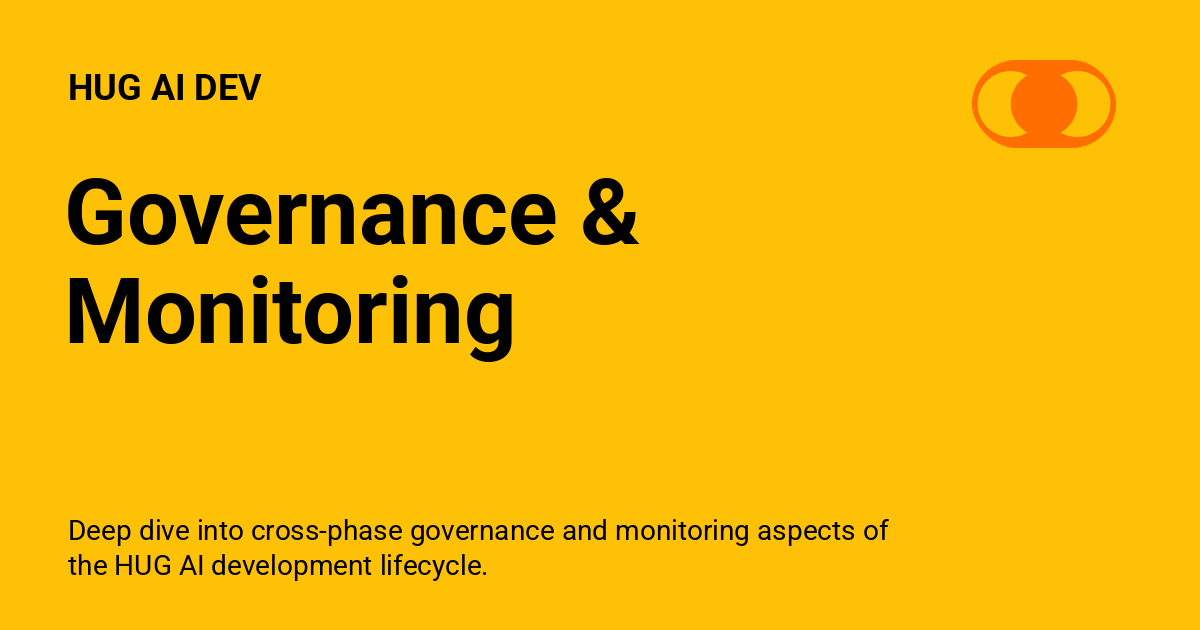 HUG AI DEV
Governance &
Monitoring
Deep dive into cross-phase governance and monitoring aspects of
the HUG AI development lifecycle.